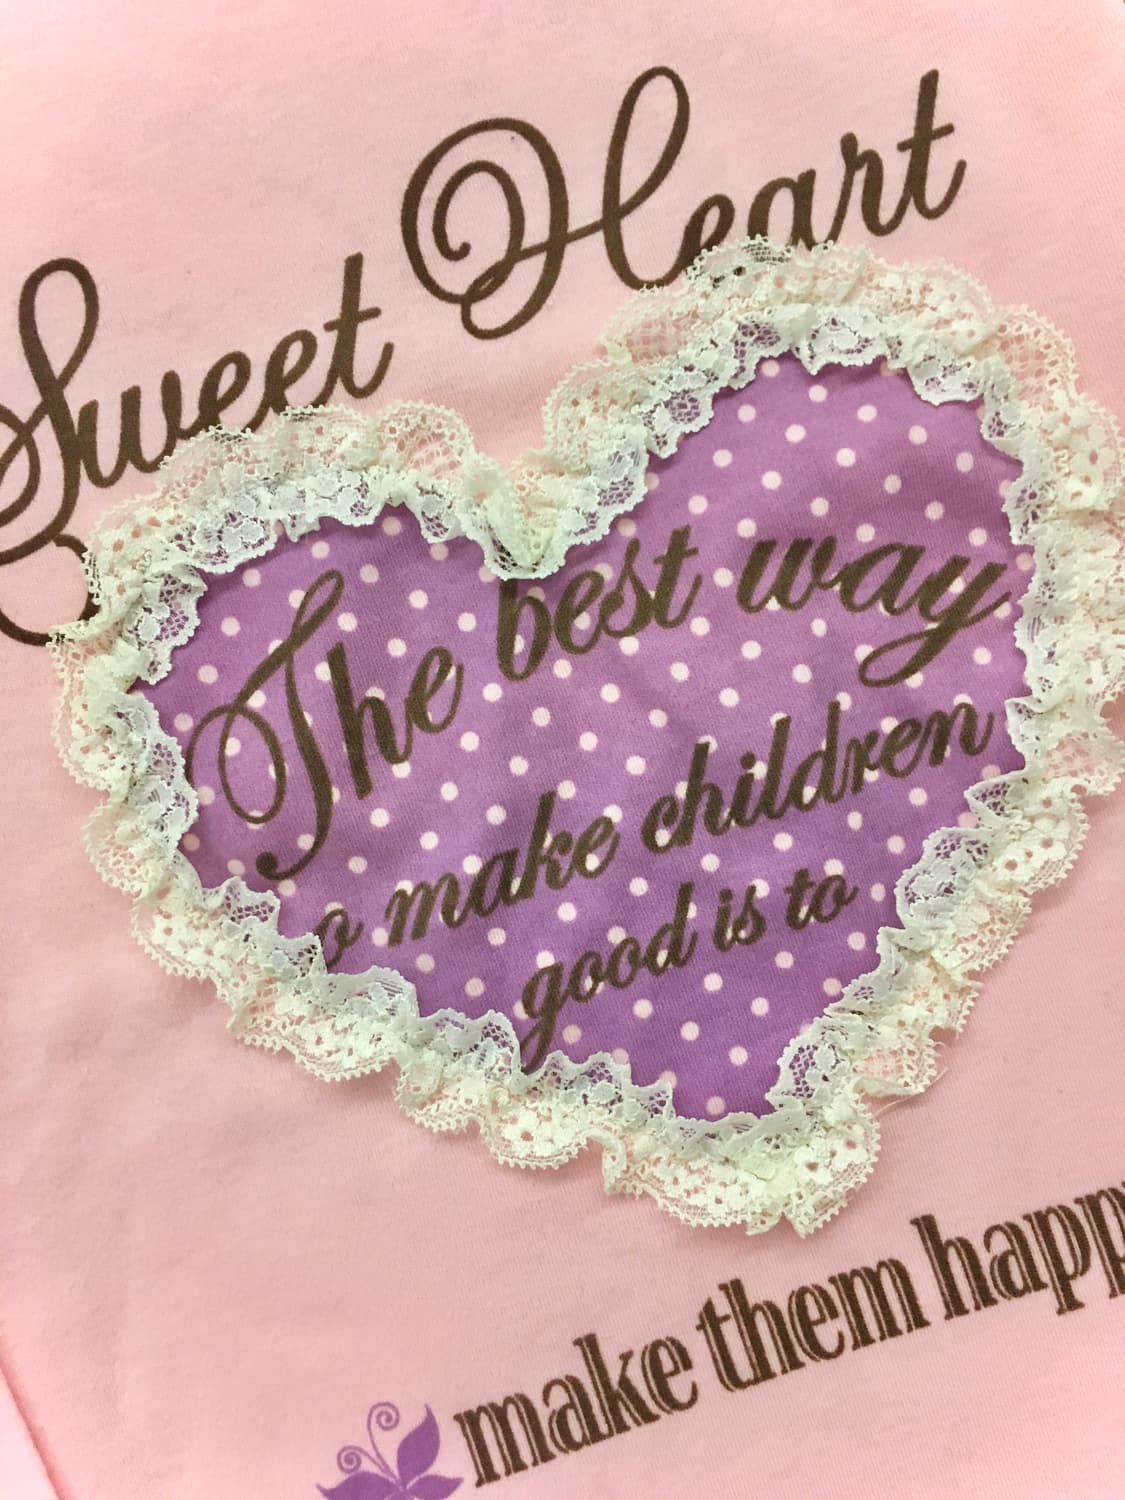 Sweet Heart
The best way
o make children
good is to
make them happ